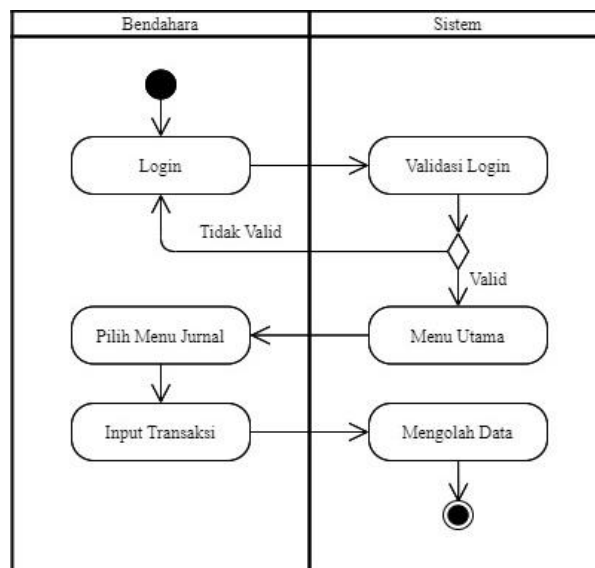 Bendahara
Sistem
Login
Validasi Login
Tidak Valid
Valid
Pilih Menu Jurnal
Menu Utama
Input Transaksi
Mengolah Data